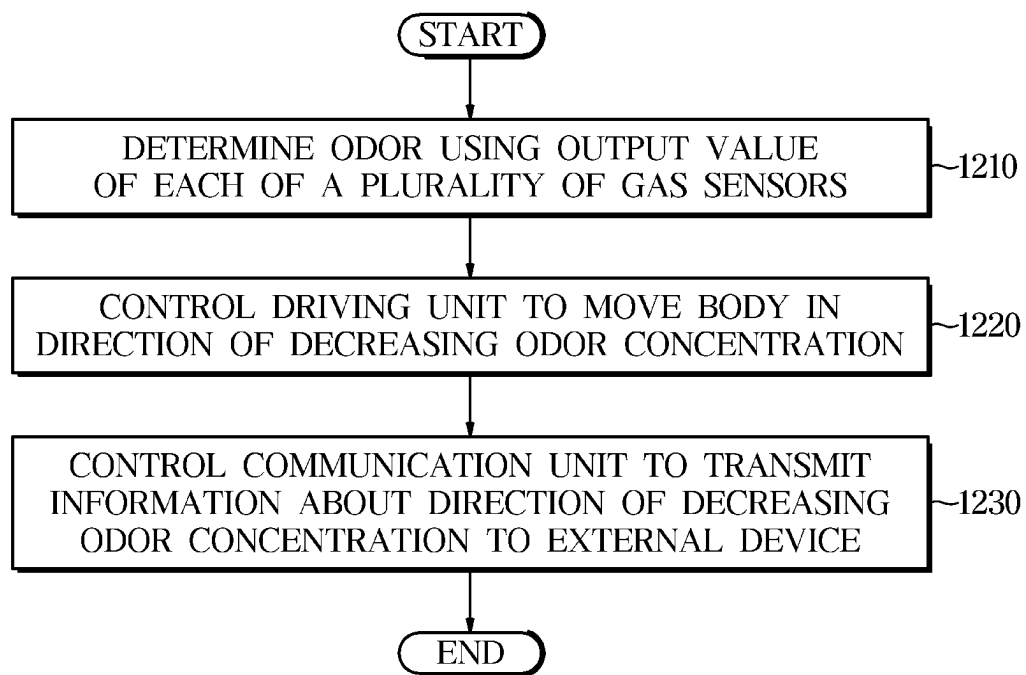 START
DETERMINE ODOR USING OUTPUT VALUE
OF EACH OF A PLURALITY OF GAS SENSORS
1210
CONTROL DRIVING UNIT TO MOVE BODY IN
DIRECTION OF DECREASING ODOR CONCENTRATION
1220
CONTROL COMMUNICATION UNIT TO TRANSMIT
INFORMATION ABOUT DIRECTION OF DECREASING
ODOR CONCENTRATION TO EXTERNAL DEVICE
1230
END